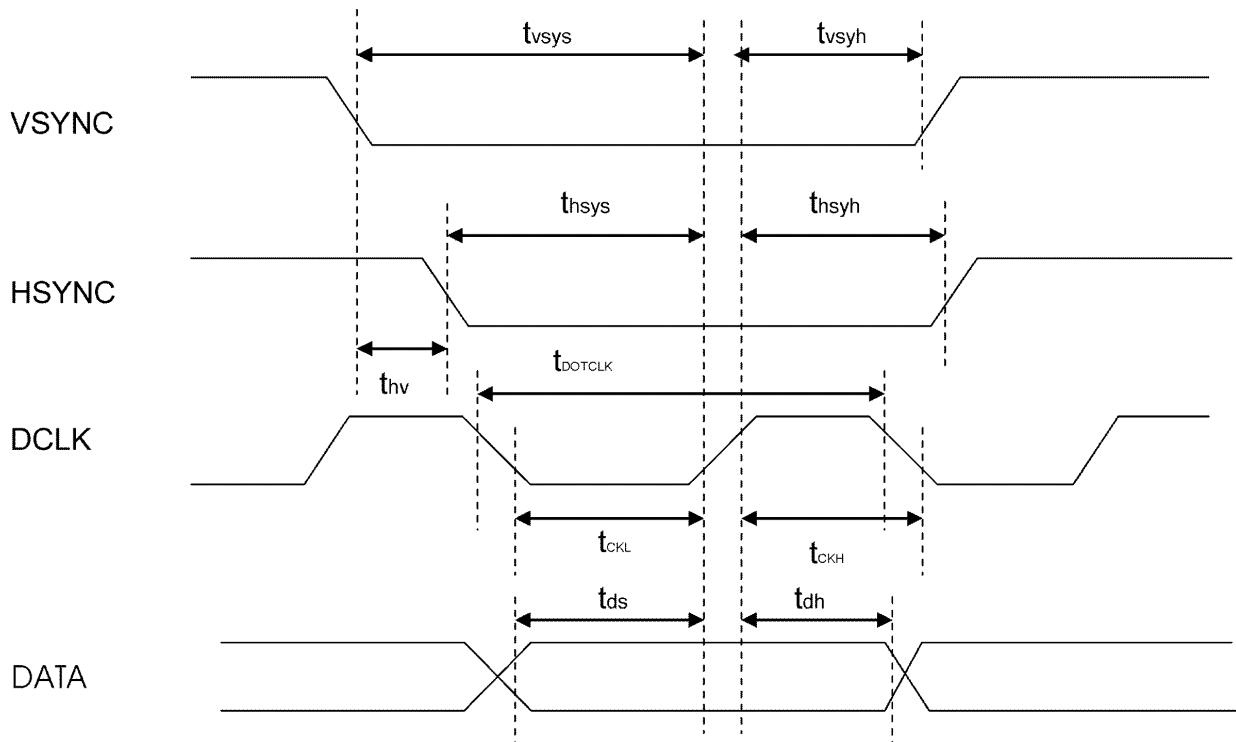 tvsys tvsyh
VSYNC
thsys thsyh
HSYNC
thv tDOTCLK
DCLK
tCKL tCKH
tds tdh
DATA